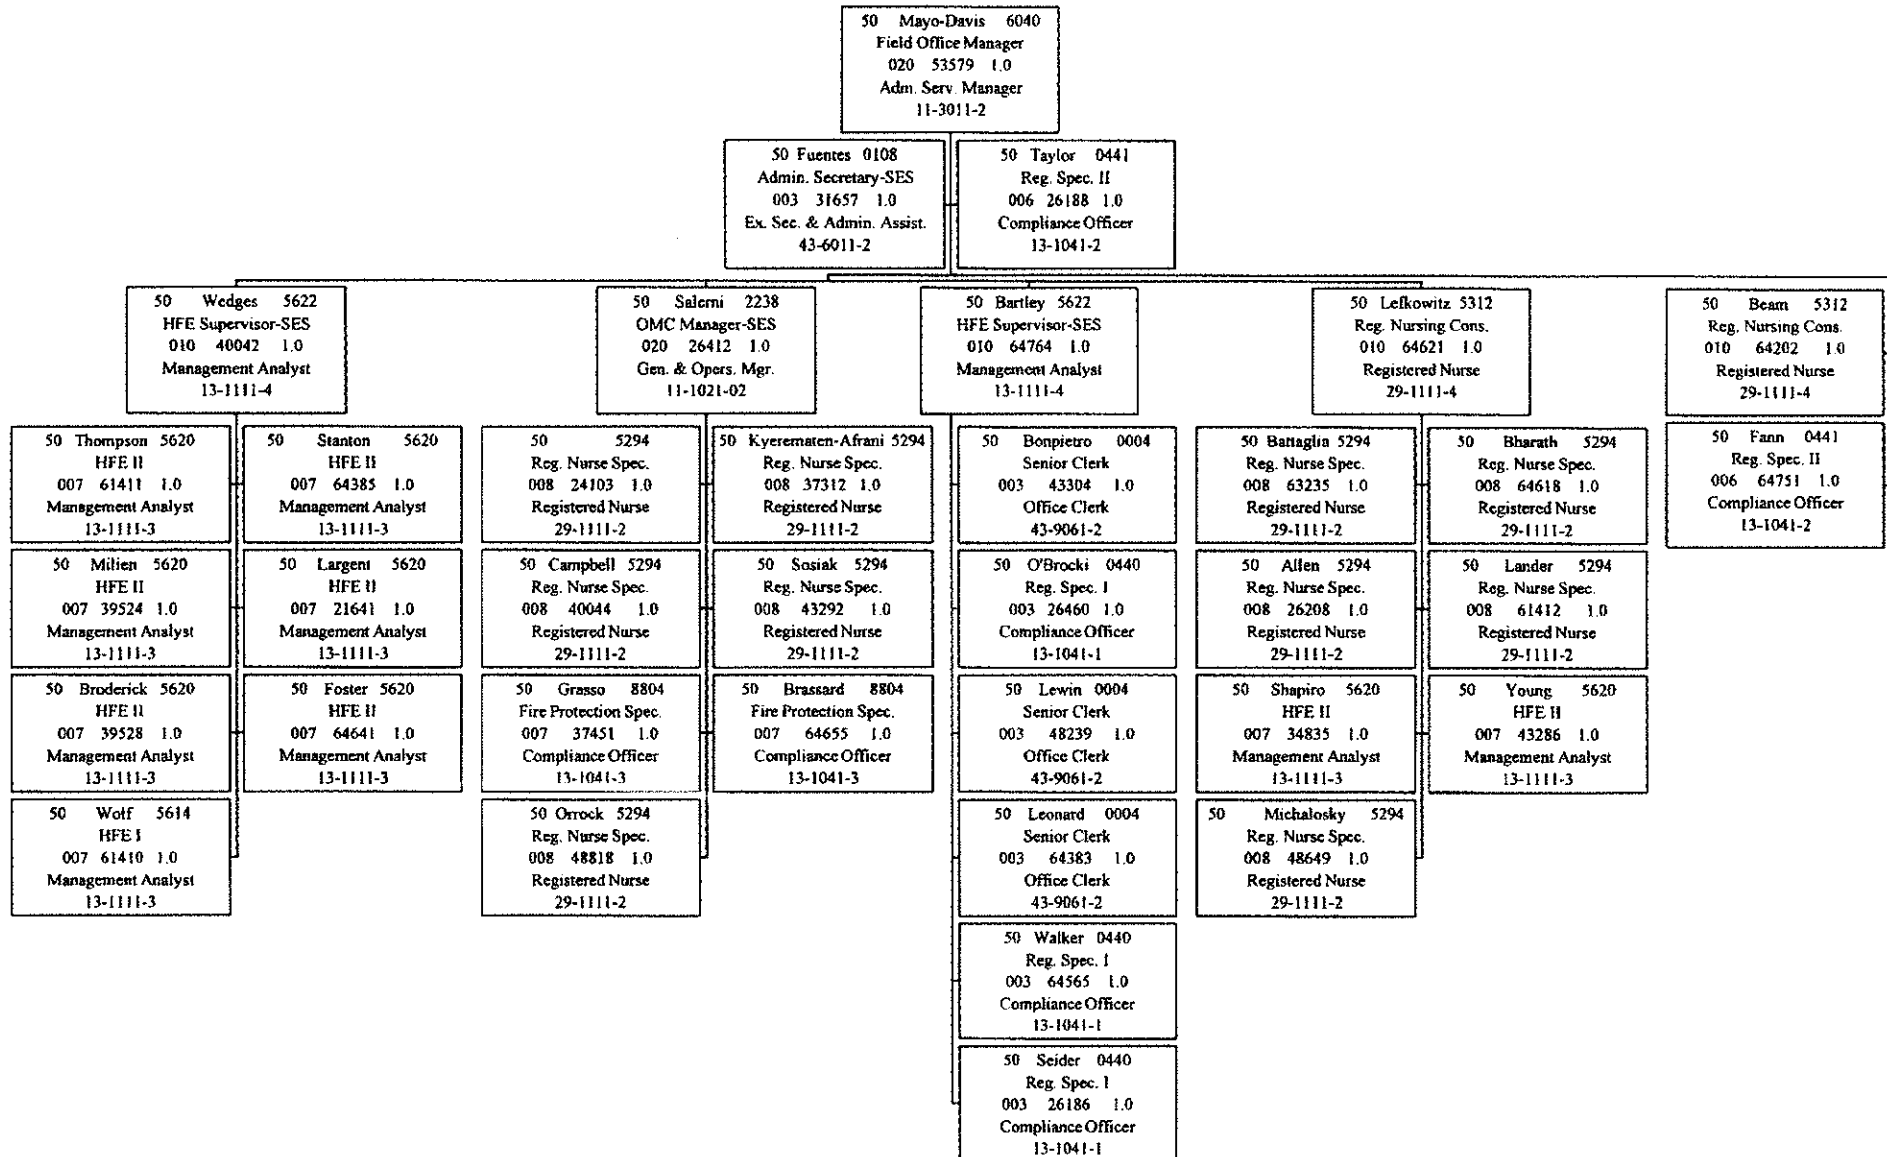 50 Mayo-Davis 6040
Field Office Manager
020 53579 1.0
Adm. Serv. Manager
11-3011-2
50 Fuentes 0108
Admin. Secretary-SES
003 31657 1.0
Ex. Sec. & Admin. Assist.
43-6011-2
50 Taylor 0441
Reg. Spec. II
006 26188 1.0
Compliance Officer
13-1041-2
50 Wedges 5622
HFE Supervisor-SES
010 40042 1.0
Management Analyst
13-1111-4
50 Salerni 2238
OMC Manager-SES
020 26412 1.0
Gen. & Opers. Mgr.
11-1021-02
50 Bartley 5622
HFE Supervisor-SES
010 64764 1.0
Management Analyst
13-1111-4
50 Lefkowitz 5312
Reg. Nursing Cons.
010 64621 1.0
Registered Nurse
29-1111-4
50 Beam 5312
Reg. Nursing Cons.
010 64202 1.0
Registered Nurse
29-1111-4
50 Thompson 5620
HFE II
007 61411 1.0
Management Analyst
13-1111-3
50 Stanton 5620
HFE II
007 64385 1.0
Management Analyst
13-1111-3
50 5294
Reg. Nurse Spec.
008 24103 1.0
Registered Nurse
29-1111-2
50 Kyerematen-Afrani 5294
Reg. Nurse Spec.
008 37312 1.0
Registered Nurse
29-1111-2
50 Bonpietro 0004
Senior Clerk
003 43304 1.0
Office Clerk
43-9061-2
50 Battaglia 5294
Reg. Nurse Spec.
008 63235 1.0
Registered Nurse
29-1111-2
50 Bharath 5294
Reg. Nurse Spec.
008 64618 1.0
Registered Nurse
29-1111-2
50 Fann 0441
Reg. Spec. II
006 64751 1.0
Compliance Officer
13-1041-2
50 Milien 5620
HFE II
007 39524 1.0
Management Analyst
13-1111-3
50 Largent 5620
HFE II
007 21641 1.0
Management Analyst
13-1111-3
50 Campbell 5294
Reg. Nurse Spec.
008 40044 1.0
Registered Nurse
29-1111-2
50 Sosiak 5294
Reg. Nurse Spec.
008 43292 1.0
Registered Nurse
29-1111-2
50 O'Brocki 0440
Reg. Spec. I
003 26460 1.0
Compliance Officer
13-1041-1
50 Allen 5294
Reg. Nurse Spec.
008 26208 1.0
Registered Nurse
29-1111-2
50 Lander 5294
Reg. Nurse Spec.
008 61412 1.0
Registered Nurse
29-1111-2
50 Broderick 5620
HFE II
007 39528 1.0
Management Analyst
13-1111-3
50 Foster 5620
HFE II
007 64641 1.0
Management Analyst
13-1111-3
50 Grasso 8804
Fire Protection Spec.
007 37451 1.0
Compliance Officer
13-1041-3
50 Brassard 8804
Fire Protection Spec.
007 64655 1.0
Compliance Officer
13-1041-3
50 Lewin 0004
Senior Clerk
003 48239 1.0
Office Clerk
43-9061-2
50 Shapiro 5620
HFE II
007 34835 1.0
Management Analyst
13-1111-3
50 Young 5620
HFE II
007 43286 1.0
Management Analyst
13-1111-3
50 Wolf 5614
HFE I
007 61410 1.0
Management Analyst
13-1111-3
50 Orrock 5294
Reg. Nurse Spec.
008 48818 1.0
Registered Nurse
29-1111-2
50 Leonard 0004
Senior Clerk
003 64383 1.0
Office Clerk
43-9061-2
50 Michalosky 5294
Reg. Nurse Spec.
008 48649 1.0
Registered Nurse
29-1111-2
50 Walker 0440
Reg. Spec. I
003 64565 1.0
Compliance Officer
13-1041-1
50 Seider 0440
Reg. Spec. I
003 26186 1.0
Compliance Officer
13-1041-1